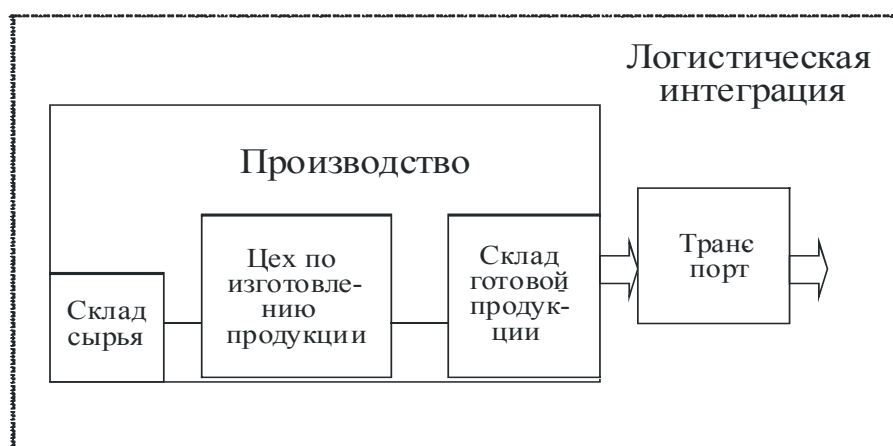 Логистическая
интеграция
Производство
Склад
сырья
Цех по
изготовле-
нию
продукции
Склад
готовой
продук-
ции
Транс
порт